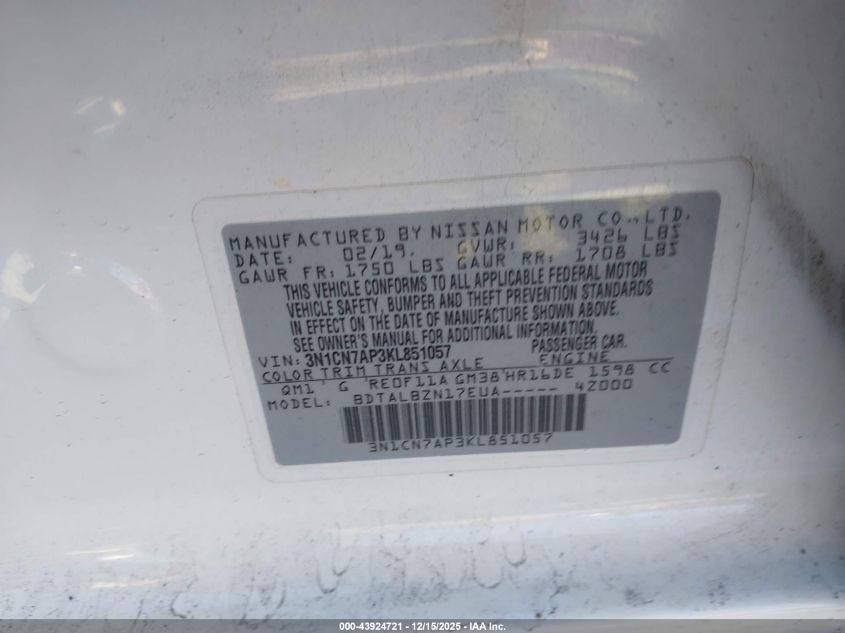 MANUFACTURED BY NISSAN MOTOR CO.,LTD.
DATE: 02/19. GVWR: 3426 LBS
GAWR FR: 1750 LBS GAWR RR: 1708 LBS
THIS VEHICLE CONFORMS TO ALL APPLICABLE FEDERAL MOTOR
VEHICLE SAFETY, BUMPER AND THEFT PREVENTION STANDARDS
IN EFFECT ON THE DATE OF MANUFACTURE SHOWN ABOVE.
SEE OWNER'S MANUAL FOR ADDITIONAL INFORMATION.
VIN: 3N1CN7AP3KL851057 PASSENGER CAR.
COLOR TRIM TRANS AXLE ENGINE
QM1 G RE0F11A GM38 HR16DE 1598 CC
MODEL: BDTALBZN17EUA----- 42000
3N1CN7AP3KL851057
000-43924721 - 12/15/2025 - IAA Inc.